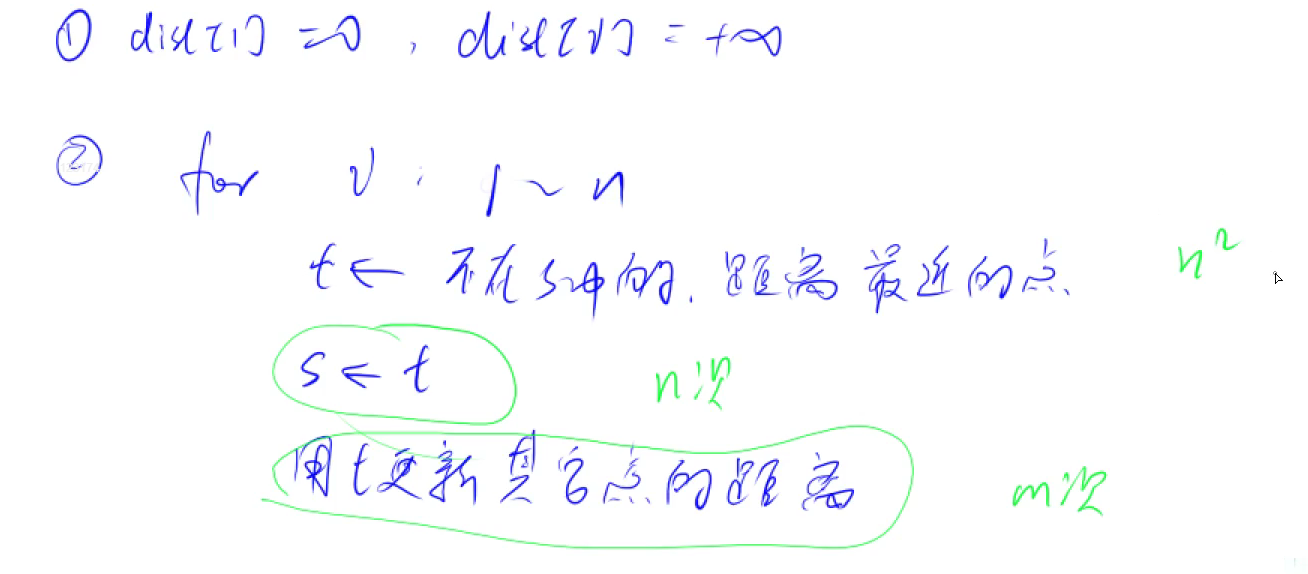 ① dist[1] = 0, dist[v] = +∞
② for v: 1 ~ n
t ← 不在s中的,距离最近的点 n²
s ← t n次
用t更新其它点的距离 m次